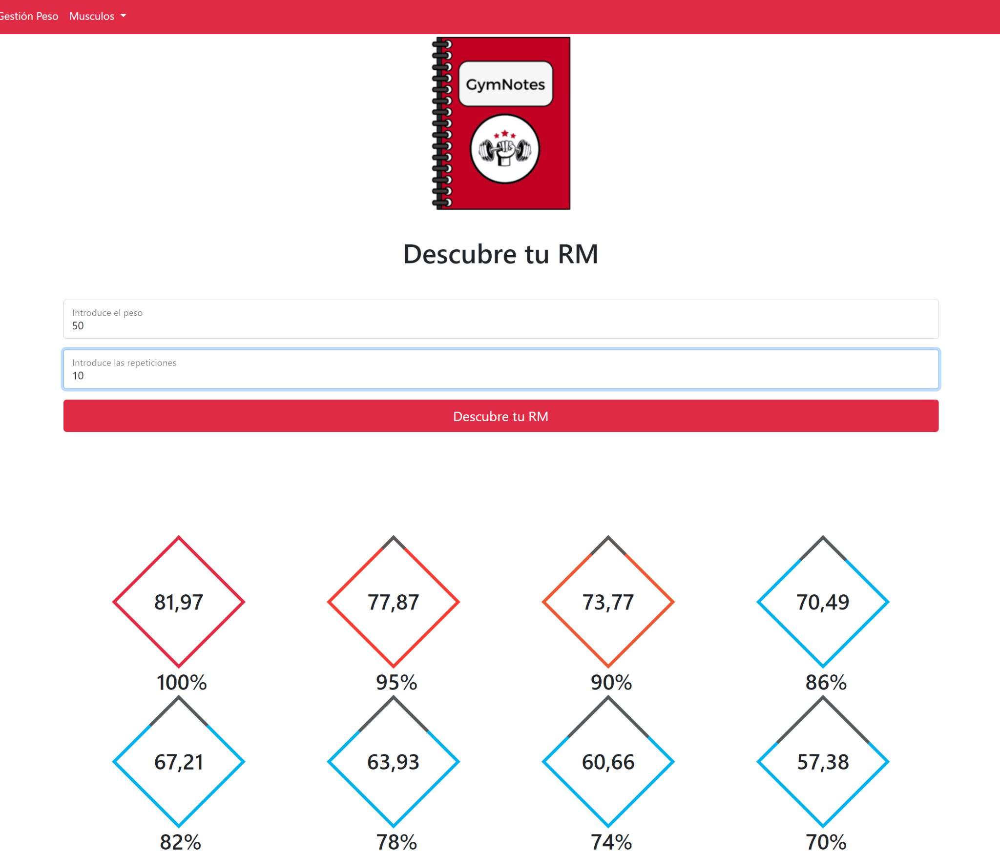 Gestión Peso Musculos
GymNotes
Descubre tu RM
Introduce el peso
50
Introduce las repeticiones
10
Descubre tu RM
81,97 77,87 73,77 70,49
100% 95% 90% 86%
67,21 63,93 60,66 57,38
82% 78% 74% 70%